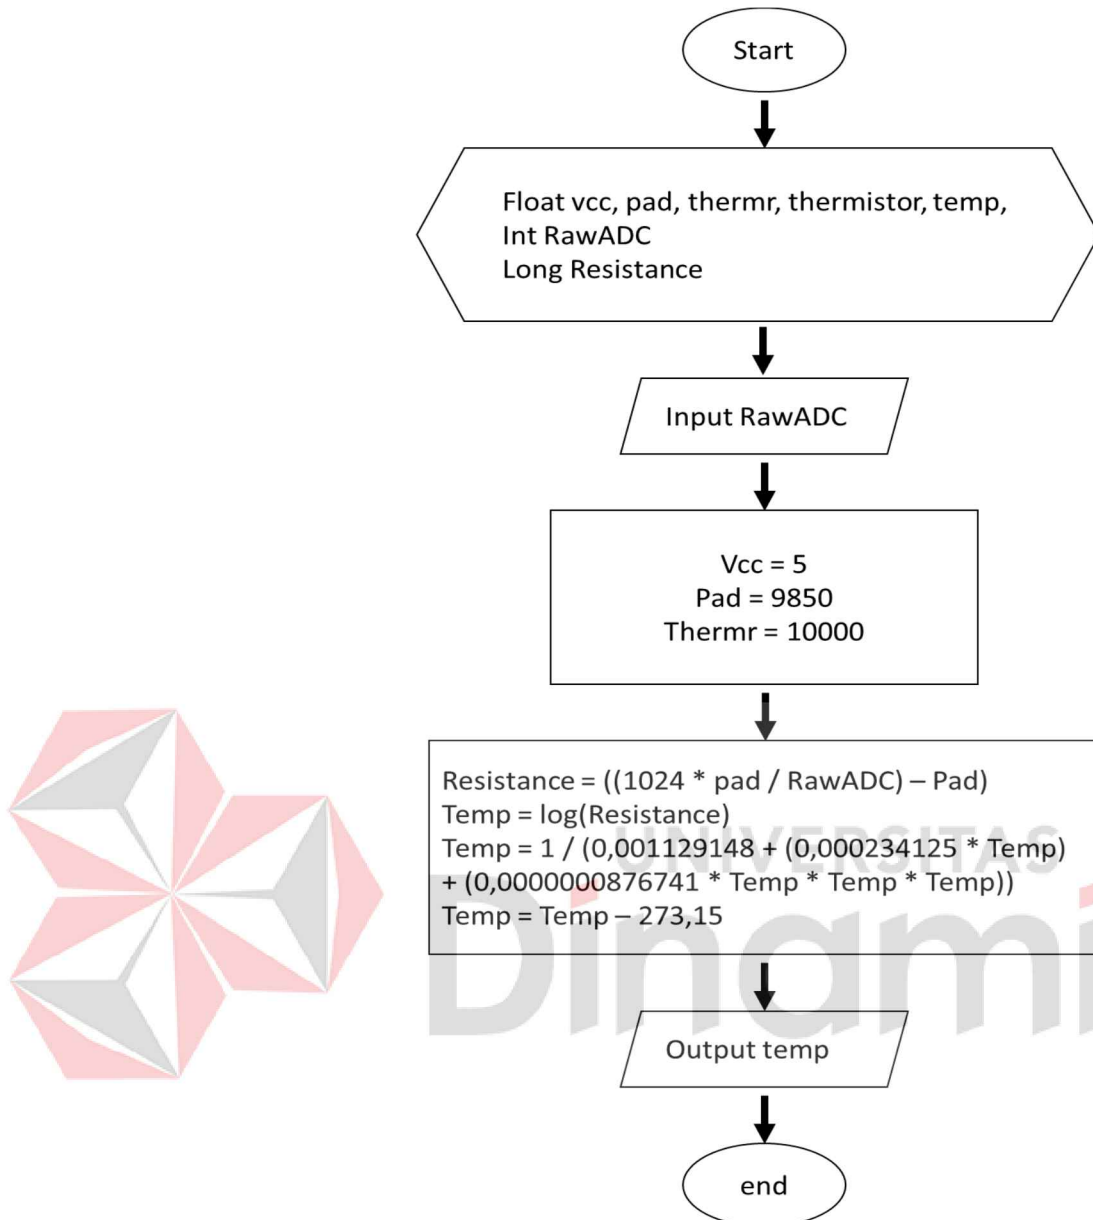 Start
Float vcc, pad, thermr, thermistor, temp,
Int RawADC
Long Resistance
Input RawADC
Vcc = 5
Pad = 9850
Thermr = 10000
Resistance = ((1024 * pad / RawADC) – Pad)
Temp = log(Resistance)
Temp = 1 / (0,001129148 + (0,000234125 * Temp)
+ (0,0000000876741 * Temp * Temp * Temp))
Temp = Temp – 273,15
UNIVERSITAS
Dinami
Output temp
end